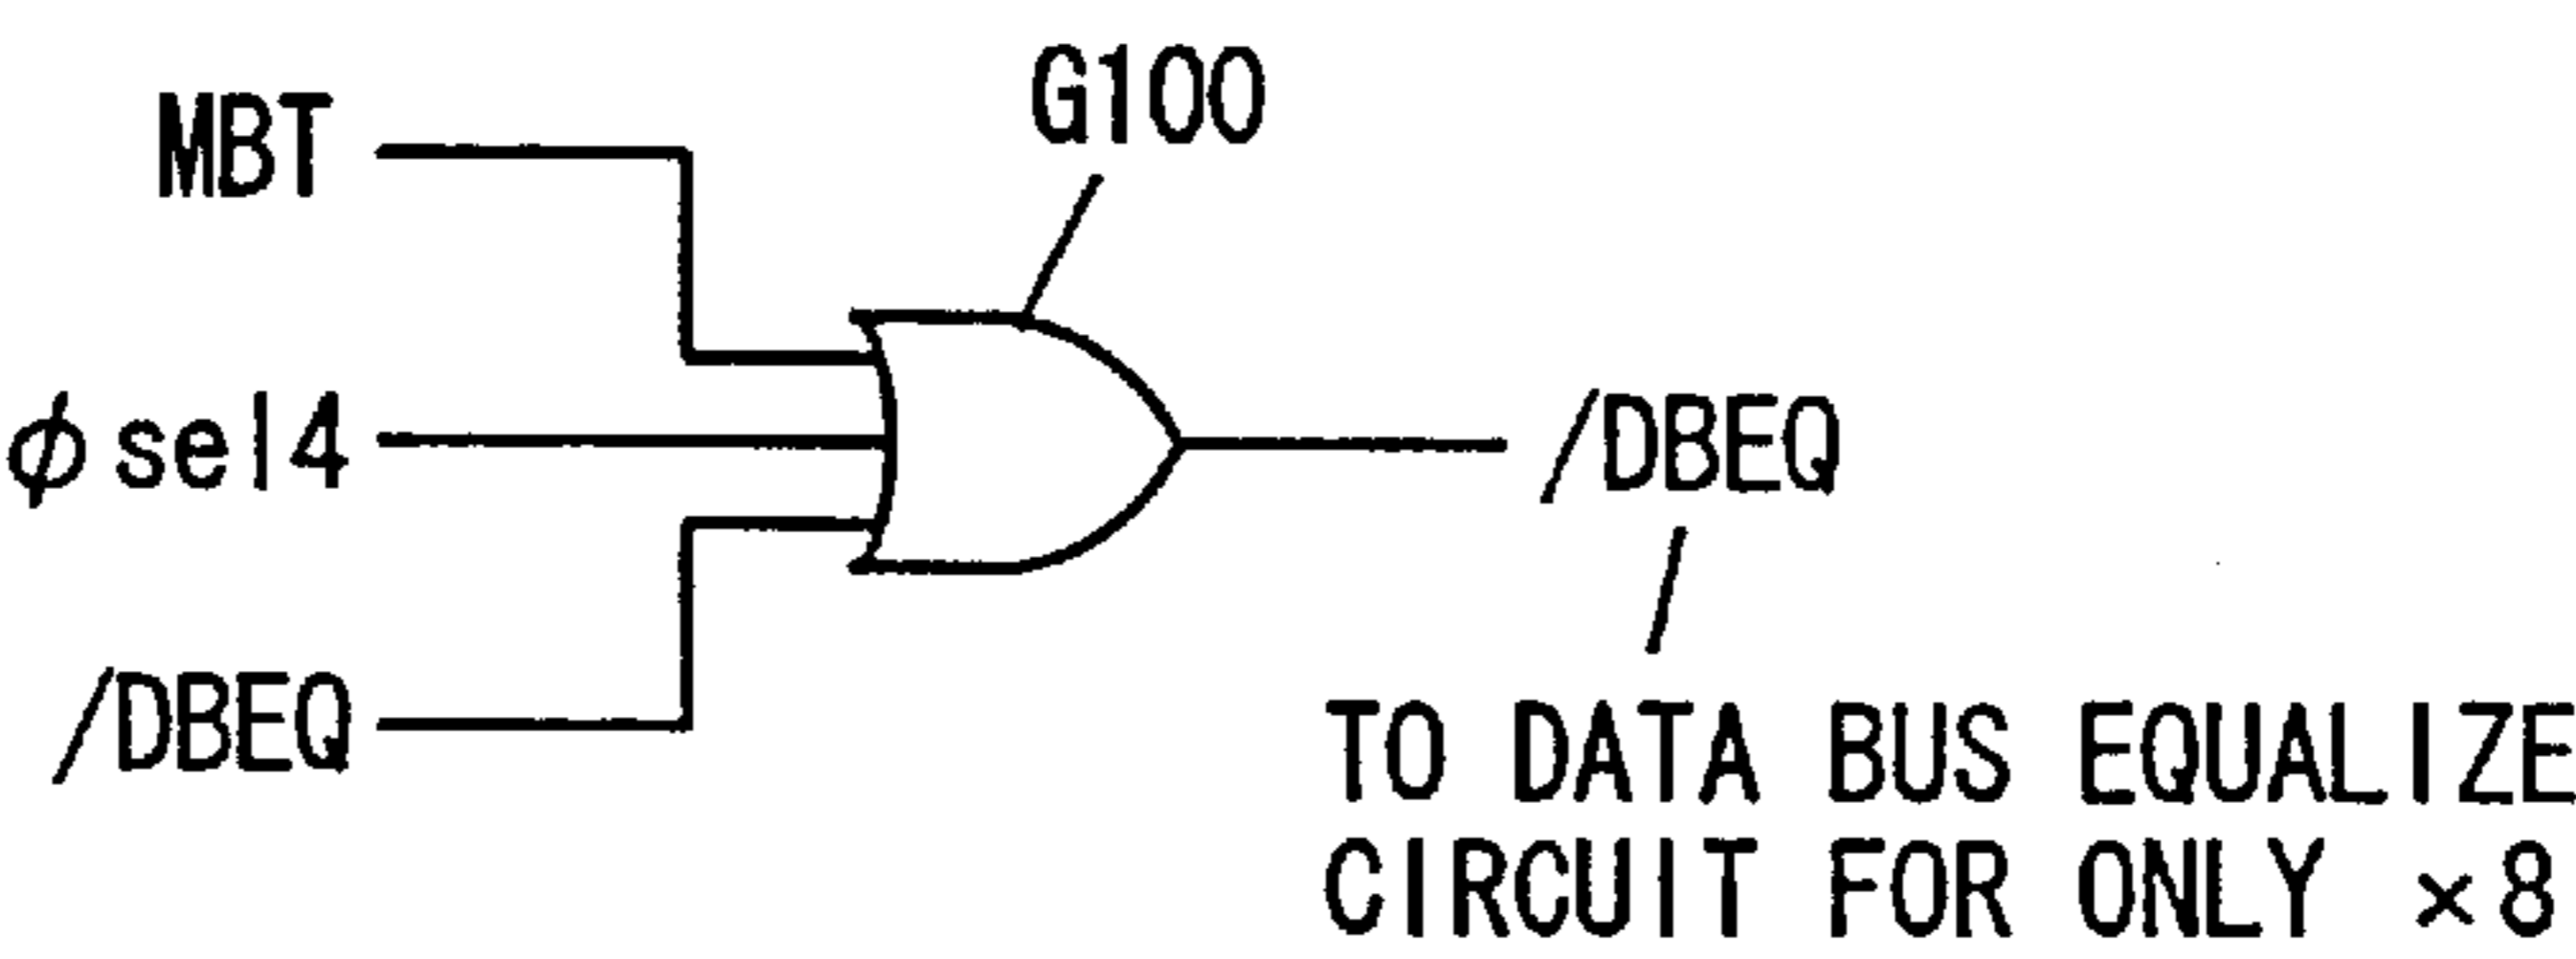 G100
MBT
φsel4
/DBEQ
/DBEQ
TO DATA BUS EQUALIZE
CIRCUIT FOR ONLY ×8